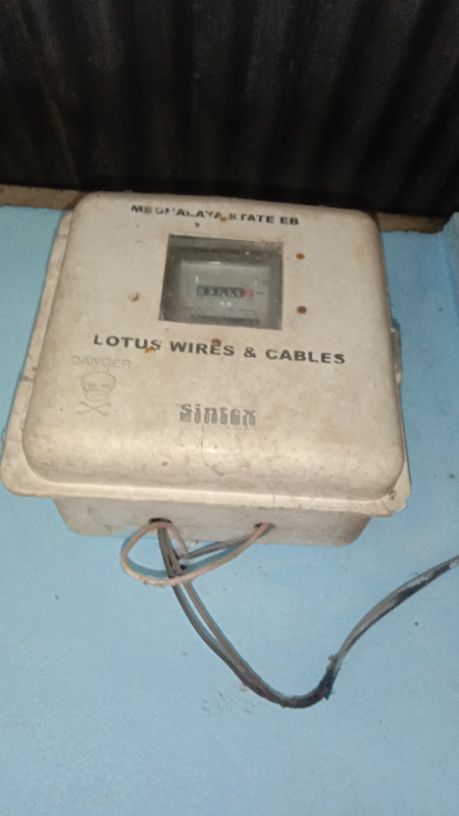 MEGHALAYA STATE EB
LOTUS WIRES & CABLES
DANGER
Sintex